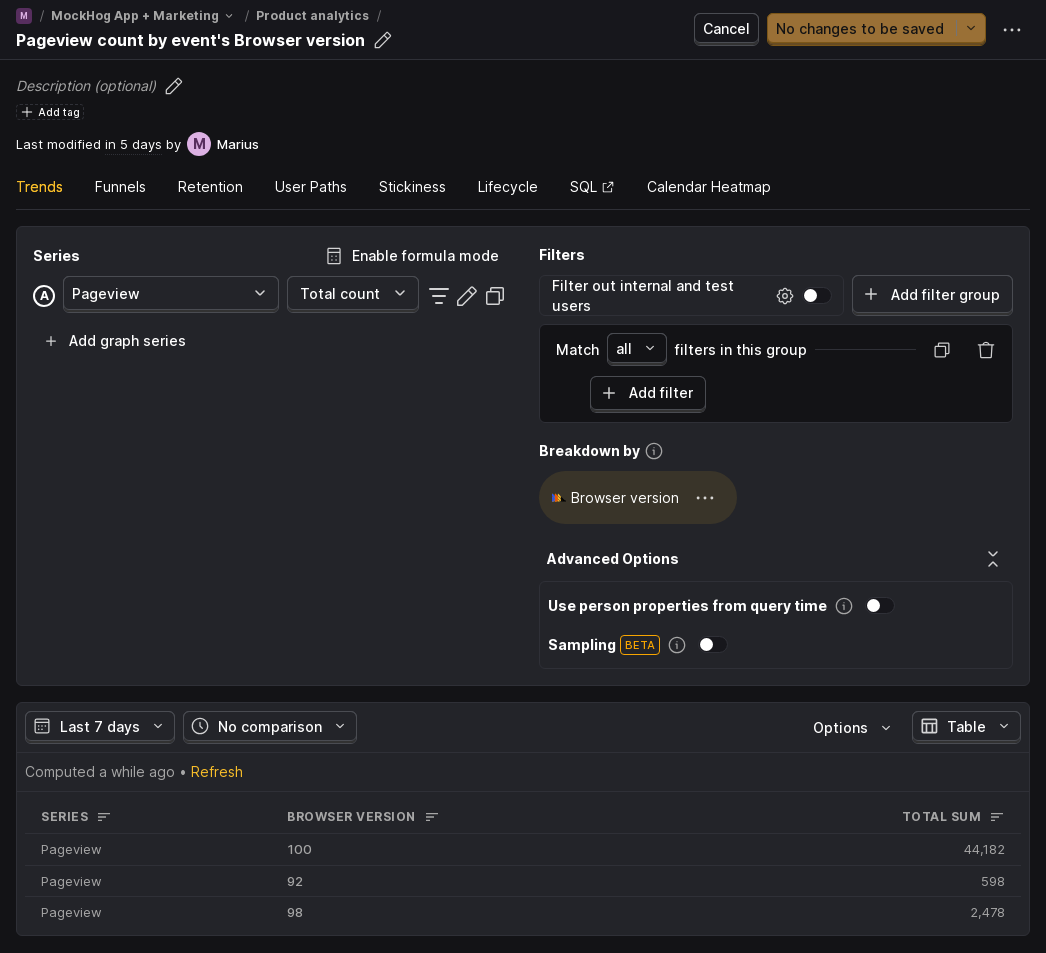 M / MockHog App + Marketing / Product analytics /
Pageview count by event's Browser version
Cancel
No changes to be saved
Description (optional)
Add tag
Last modified in 5 days by M Marius
Trends Funnels Retention User Paths Stickiness Lifecycle SQL Calendar Heatmap
Series
Enable formula mode
A Pageview Total count
Add graph series
Filters
Filter out internal and test
users
Add filter group
Match all filters in this group
Add filter
Breakdown by
Browser version
Advanced Options
Use person properties from query time
Sampling BETA
Last 7 days No comparison Options Table
Computed a while ago • Refresh
SERIES BROWSER VERSION TOTAL SUM
Pageview 100 44,182
Pageview 92 598
Pageview 98 2,478